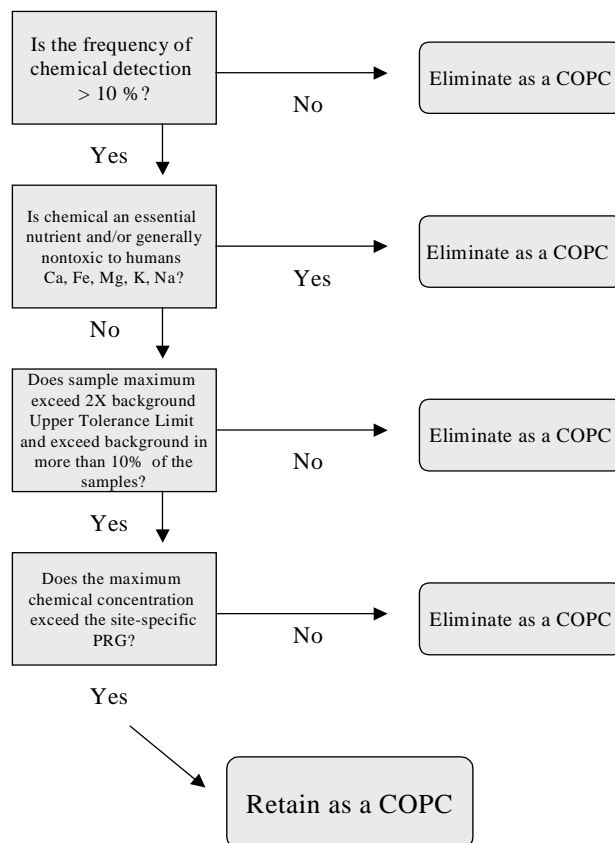 Is the frequency of
chemical detection
> 10 %?
No
Eliminate as a COPC
Yes
Is chemical an essential
nutrient and/or generally
nontoxic to humans
Ca, Fe, Mg, K, Na?
Yes
Eliminate as a COPC
No
Does sample maximum
exceed 2X background
Upper Tolerance Limit
and exceed background in
more than 10% of the
samples?
No
Eliminate as a COPC
Yes
Does the maximum
chemical concentration
exceed the site-specific
PRG?
No
Eliminate as a COPC
Yes
Retain as a COPC